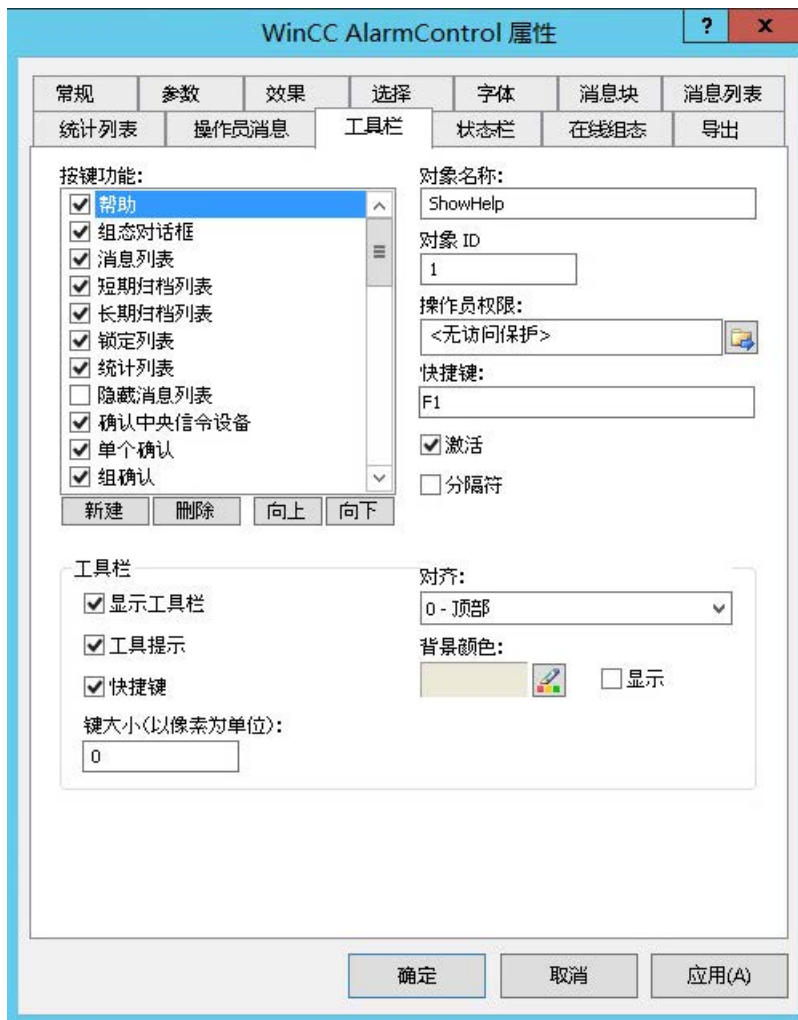 WinCC AlarmControl 属性
?
x
常规 参数 效果 选择 字体 消息块 消息列表
统计列表 操作员消息 工具栏 状态栏 在线组态 导出
按键功能:
帮助
组态对话框
消息列表
短期归档列表
长期归档列表
锁定列表
统计列表
隐藏消息列表
确认中央信令设备
单个确认
组确认
新建 删除 向上 向下
对象名称:
ShowHelp
对象 ID
1
操作员权限:
<无访问保护>
快捷键:
F1
激活
分隔符
工具栏
显示工具栏
工具提示
快捷键
键大小(以像素为单位):
0
对齐:
0 - 顶部
背景颜色:
显示
确定 取消 应用(A)